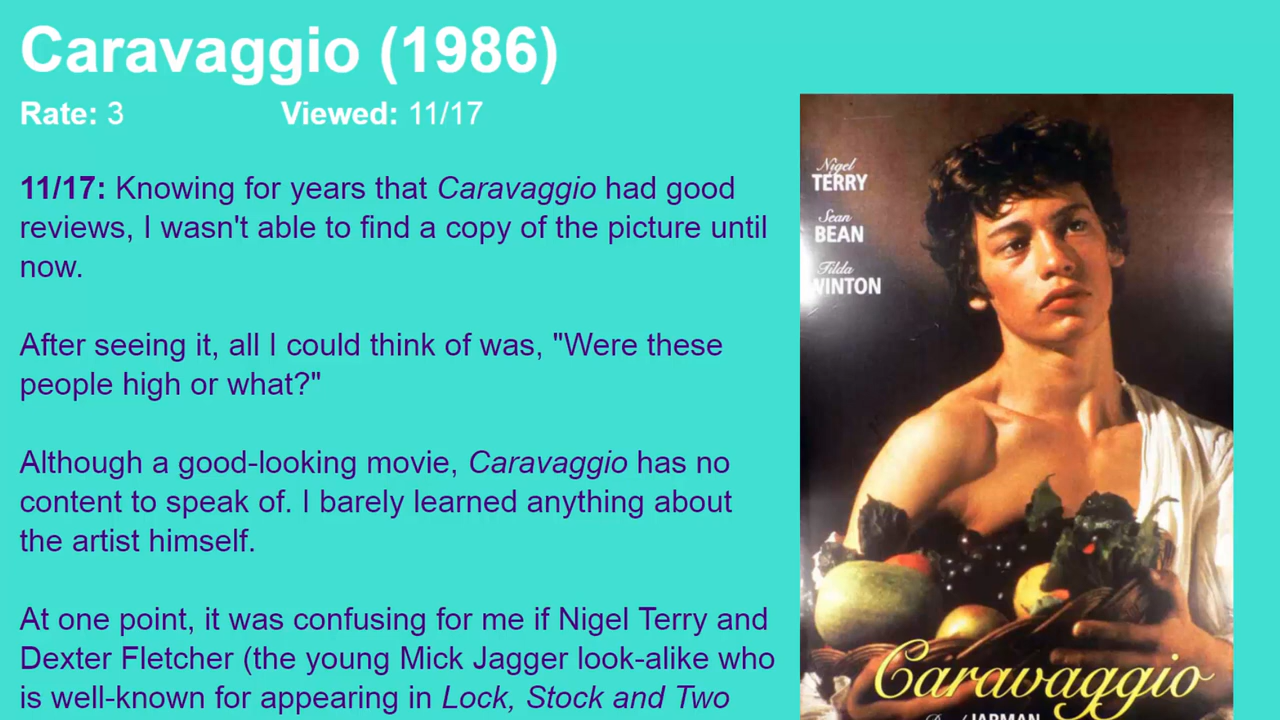 Caravaggio (1986)
Rate: 3 Viewed: 11/17
11/17: Knowing for years that Caravaggio had good
reviews, I wasn't able to find a copy of the picture until
now.
After seeing it, all I could think of was, "Were these
people high or what?"
Although a good-looking movie, Caravaggio has no
content to speak of. I barely learned anything about
the artist himself.
At one point, it was confusing for me if Nigel Terry and
Dexter Fletcher (the young Mick Jagger look-alike who
is well-known for appearing in Lock, Stock and Two
Nigel
TERRY
Sean
BEAN
Tilda
WINTON
Caravaggio
JARMAN